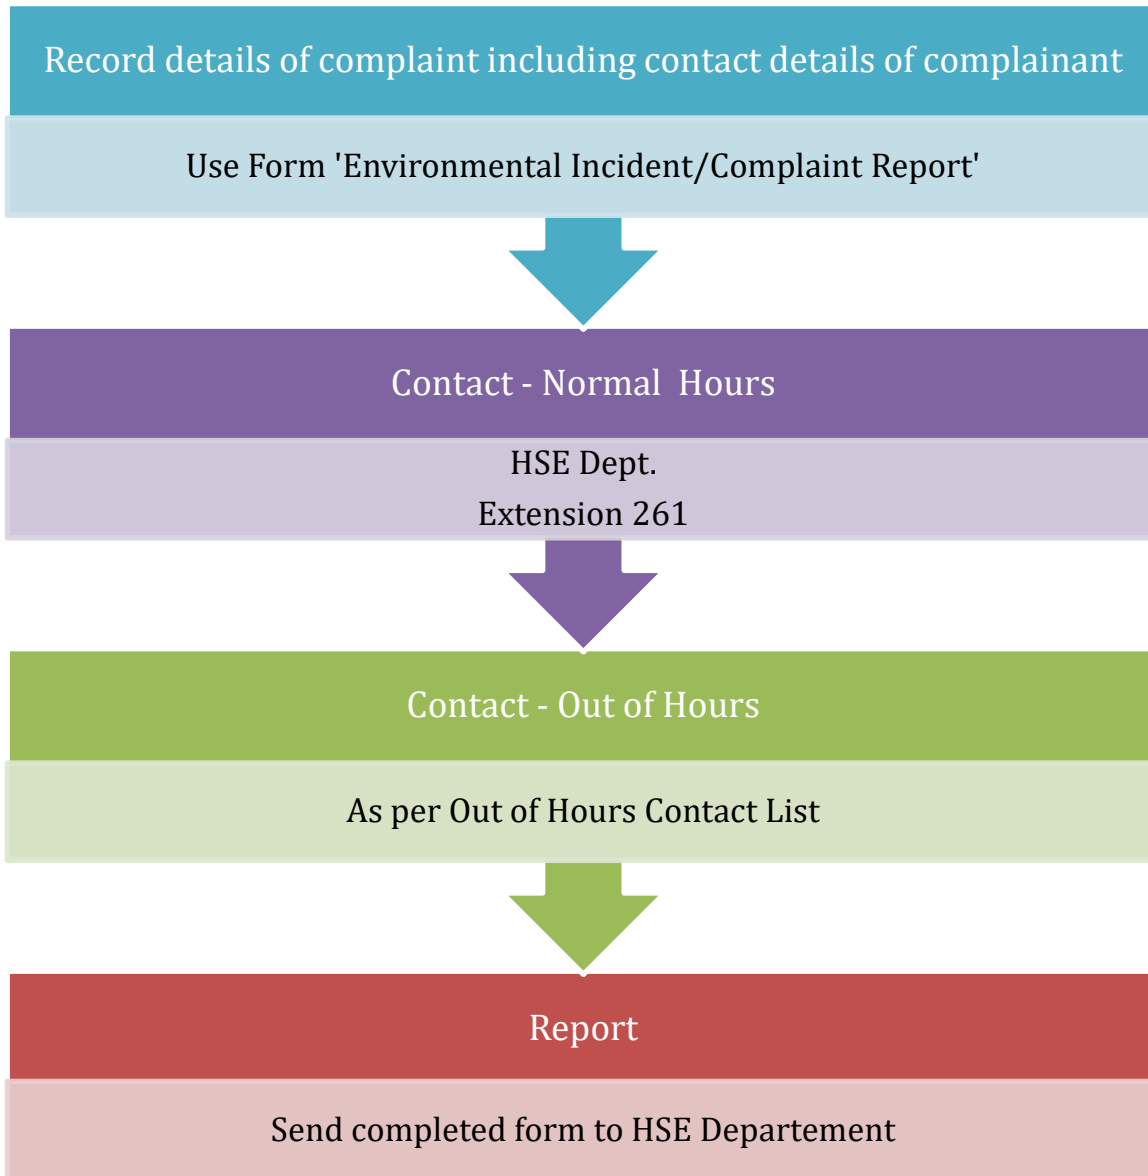 Record details of complaint including contact details of complainant
Use Form 'Environmental Incident/Complaint Report'
Contact - Normal  Hours
HSE Dept.
Extension 261
Contact - Out of Hours
As per Out of Hours Contact List
Report
Send completed form to HSE Departement